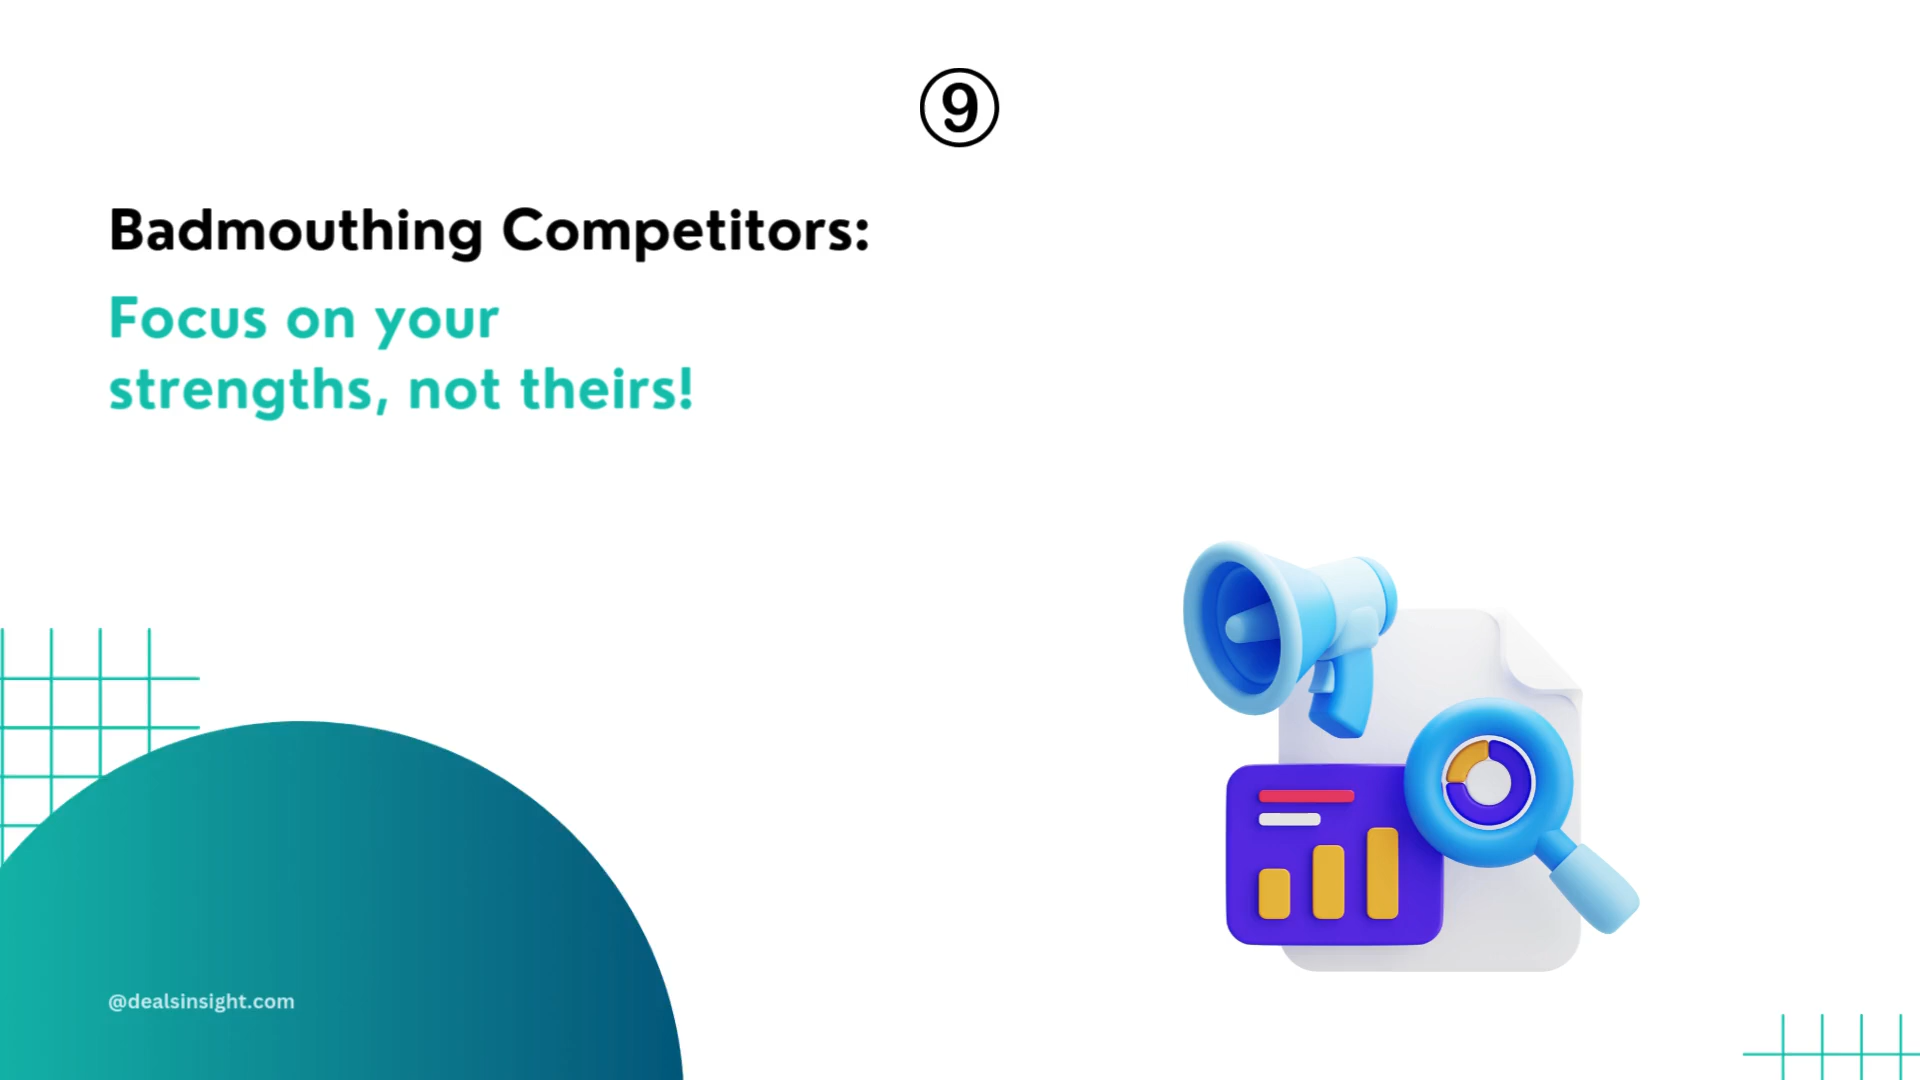 ⑨
Badmouthing Competitors:
Focus on your
strengths, not theirs!
@dealsinsight.com